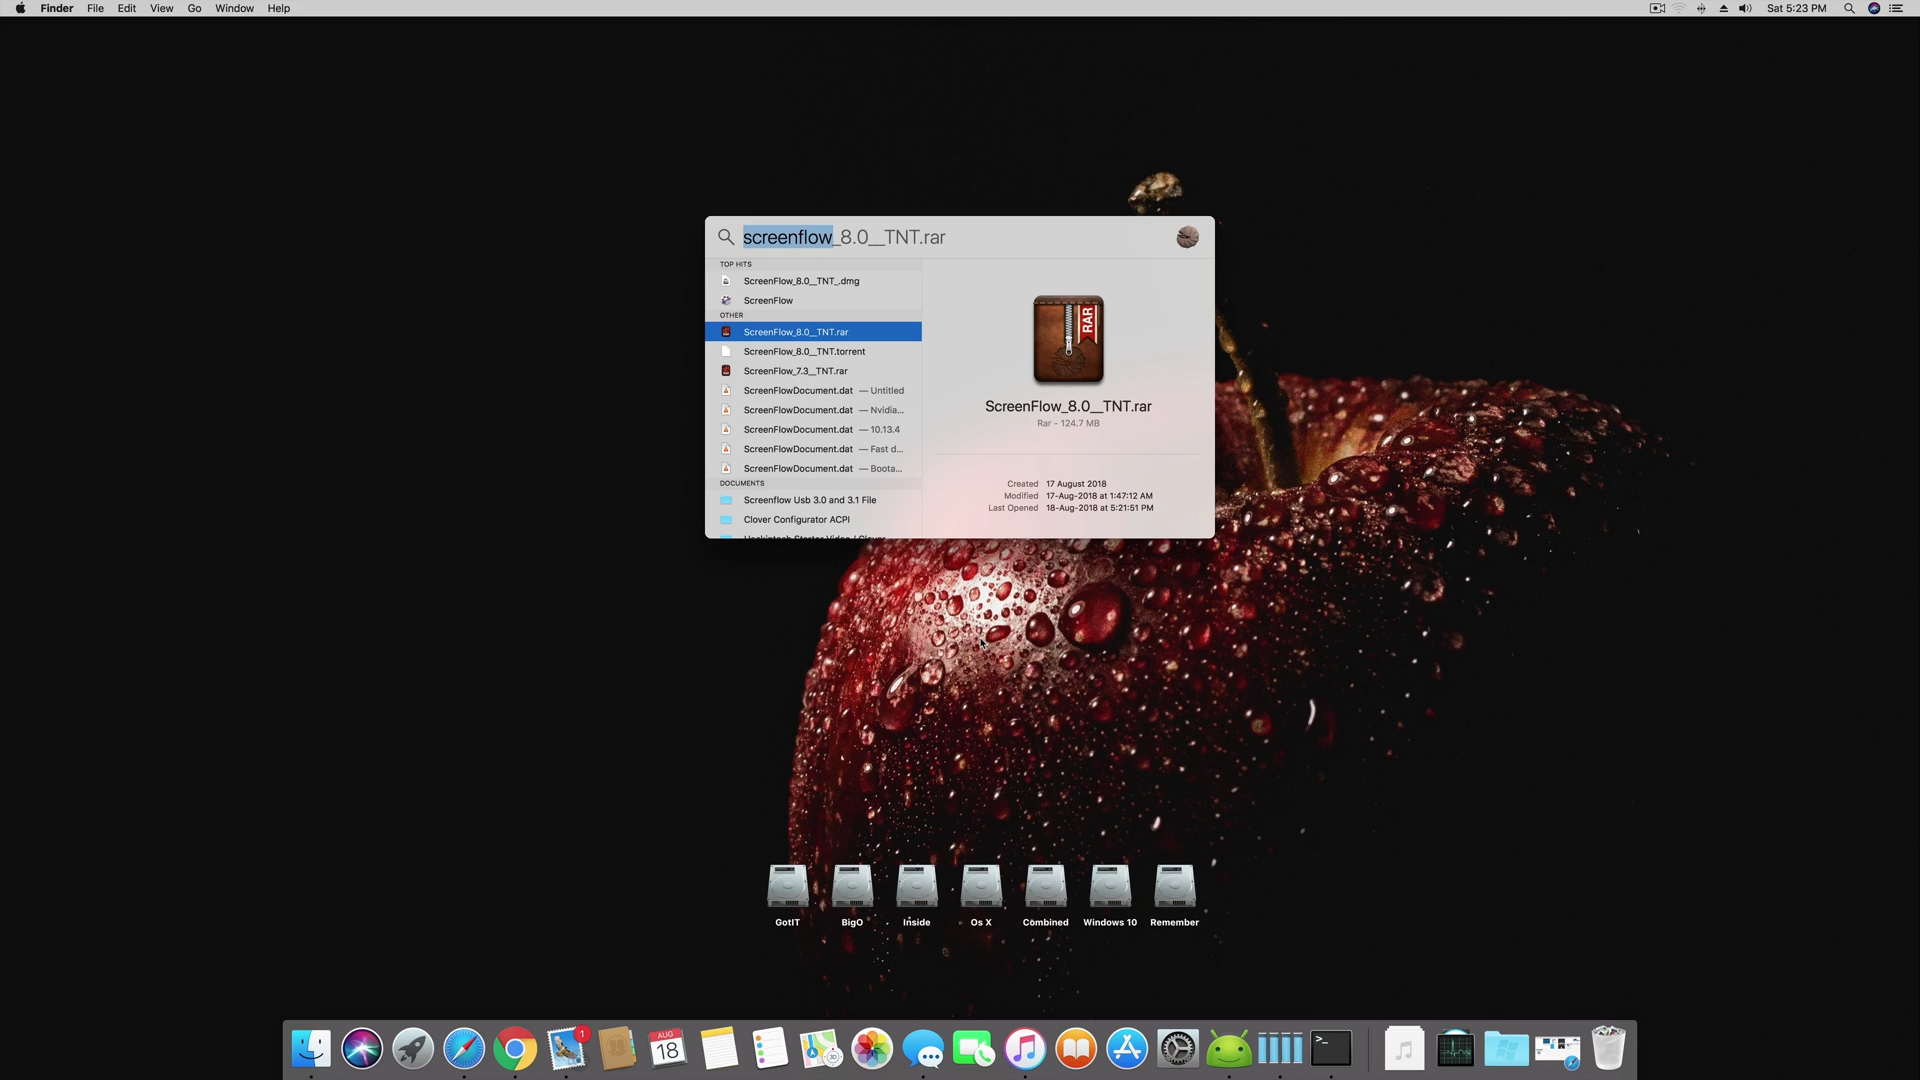 Finder File Edit View Go Window Help
Sat 5:23 PM
screenflow_8.0__TNT.rar
TOP HITS
ScreenFlow_8.0__TNT_.dmg
ScreenFlow
OTHER
ScreenFlow_8.0__TNT.rar
ScreenFlow_8.0__TNT.torrent
ScreenFlow_7.3__TNT.rar
ScreenFlowDocument.dat — Untitled
ScreenFlowDocument.dat — Nvidia...
ScreenFlowDocument.dat — 10.13.4
ScreenFlowDocument.dat — Fast d...
ScreenFlowDocument.dat — Boota...
DOCUMENTS
Screenflow Usb 3.0 and 3.1 File
Clover Configurator ACPI
RAR
ScreenFlow_8.0__TNT.rar
Rar - 124.7 MB
Created 17 August 2018
Modified 17-Aug-2018 at 1:47:12 AM
Last Opened 18-Aug-2018 at 5:21:51 PM
GotIT BigO Inside Os X Combined Windows 10 Remember
1
AUG
18
3D
>_